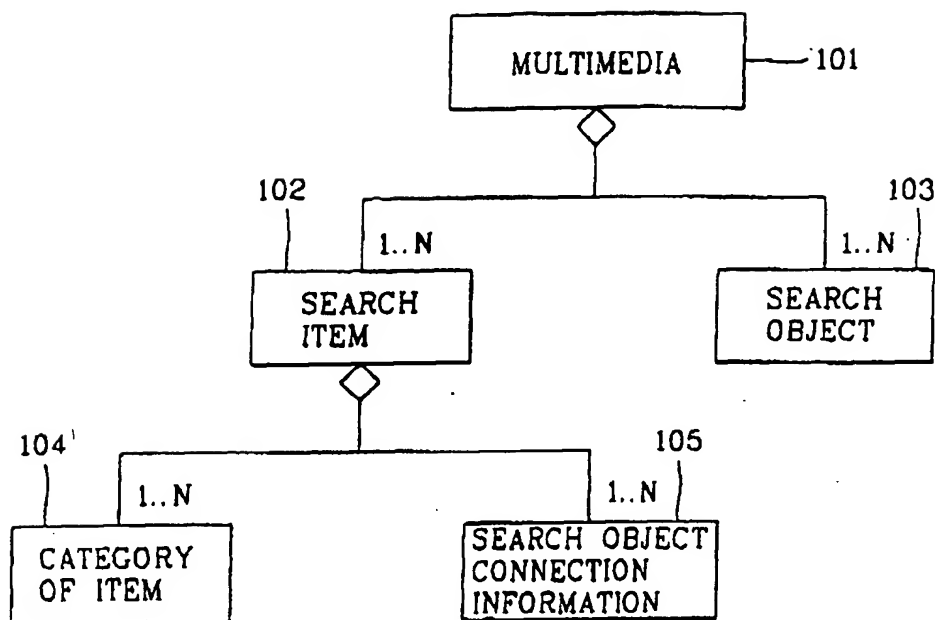 MULTIMEDIA
101
102
103
1..N
1..N
SEARCH
ITEM
SEARCH
OBJECT
104
105
1..N
1..N
CATEGORY
OF ITEM
SEARCH OBJECT
CONNECTION
INFORMATION